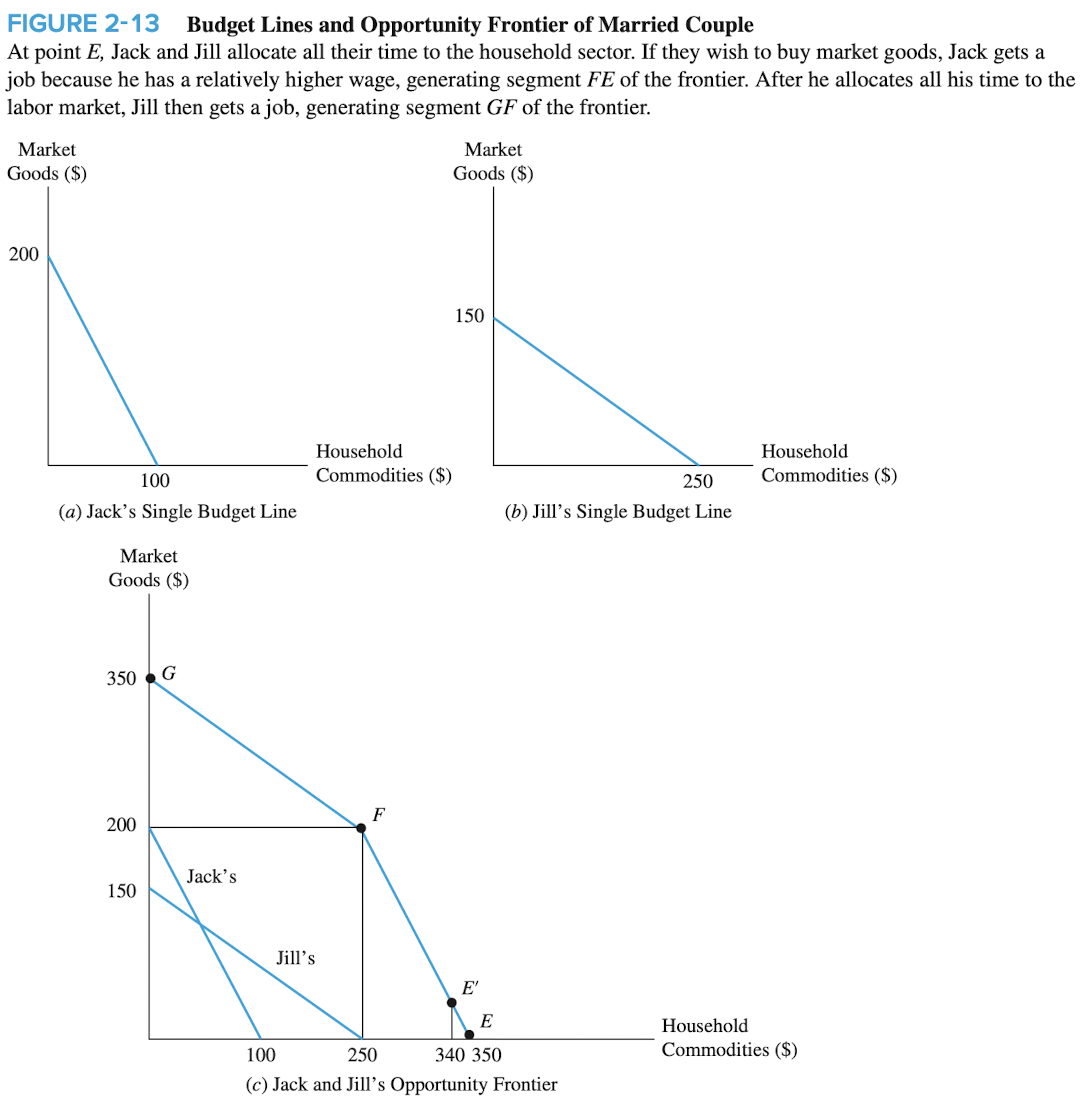 FIGURE 2-13 Budget Lines and Opportunity Frontier of Married Couple
At point E, Jack and Jill allocate all their time to the household sector. If they wish to buy market goods, Jack gets a
job because he has a relatively higher wage, generating segment FE of the frontier. After he allocates all his time to the
labor market, Jill then gets a job, generating segment GF of the frontier.
Market
Goods ($)
200
100
Household
Commodities ($)
(a) Jack's Single Budget Line
Market
Goods ($)
150
250
Household
Commodities ($)
(b) Jill's Single Budget Line
Market
Goods ($)
350
G
200
F
150
Jack's
Jill's
E′
E
100
250
340
350
Household
Commodities ($)
(c) Jack and Jill's Opportunity Frontier